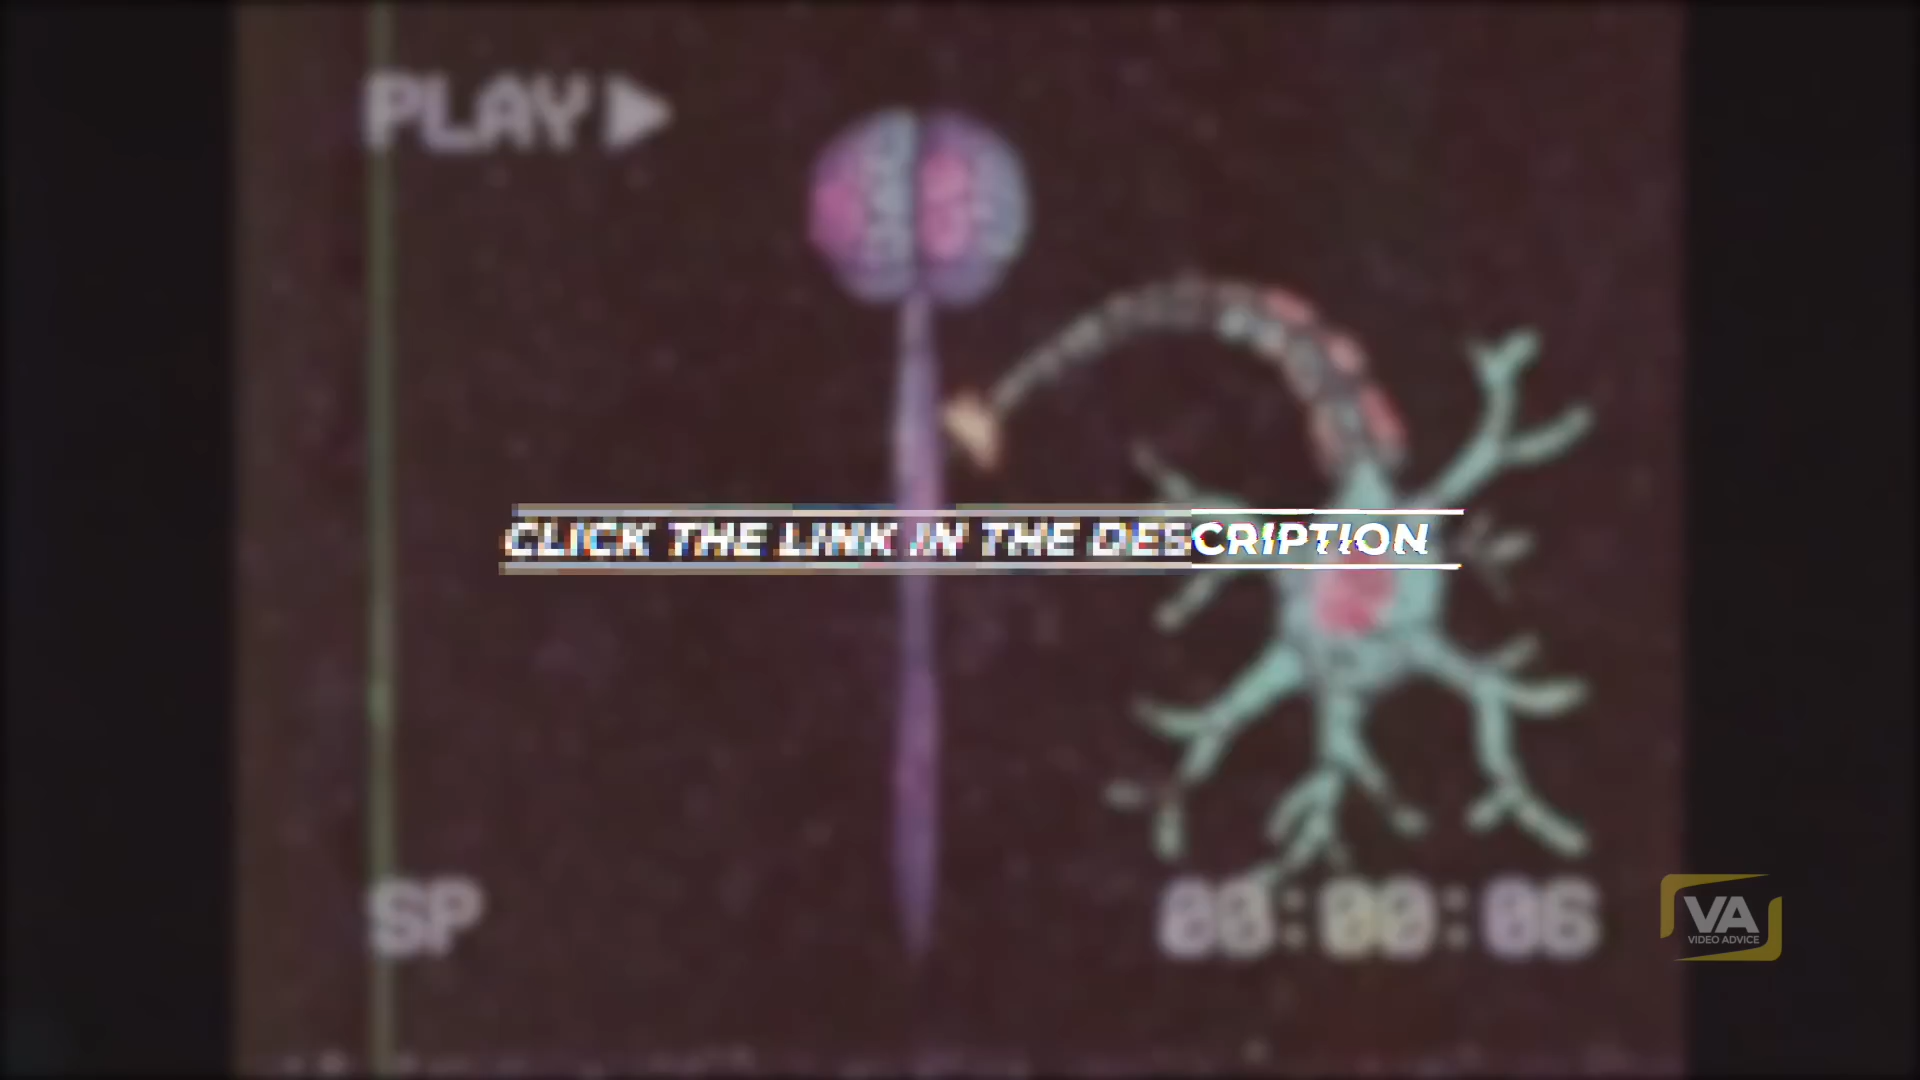 PLAY
CLICK THE LINK IN THE DESCRIPTION
SP
00:00:06
VA
VIDEO ADVICE